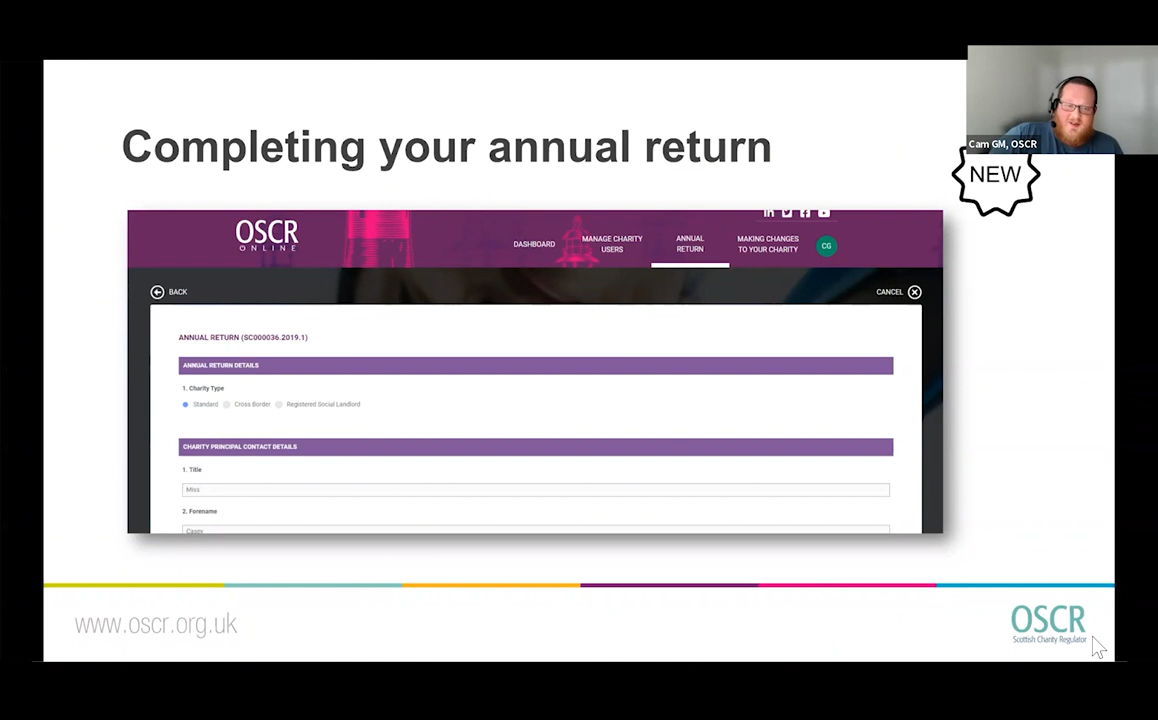 Completing your annual return
Cam GM, OSCR
NEW
OSCR
ONLINE
DASHBOARD
MANAGE CHARITY
USERS
ANNUAL
RETURN
MAKING CHANGES
TO YOUR CHARITY
CG
BACK
CANCEL
ANNUAL RETURN (SC000036.2019.1)
ANNUAL RETURN DETAILS
1. Charity Type
Standard Cross Border Registered Social Landlord
CHARITY PRINCIPAL CONTACT DETAILS
1. Title
Miss
2. Forename
Casey
www.oscr.org.uk
OSCR
Scottish Charity Regulator